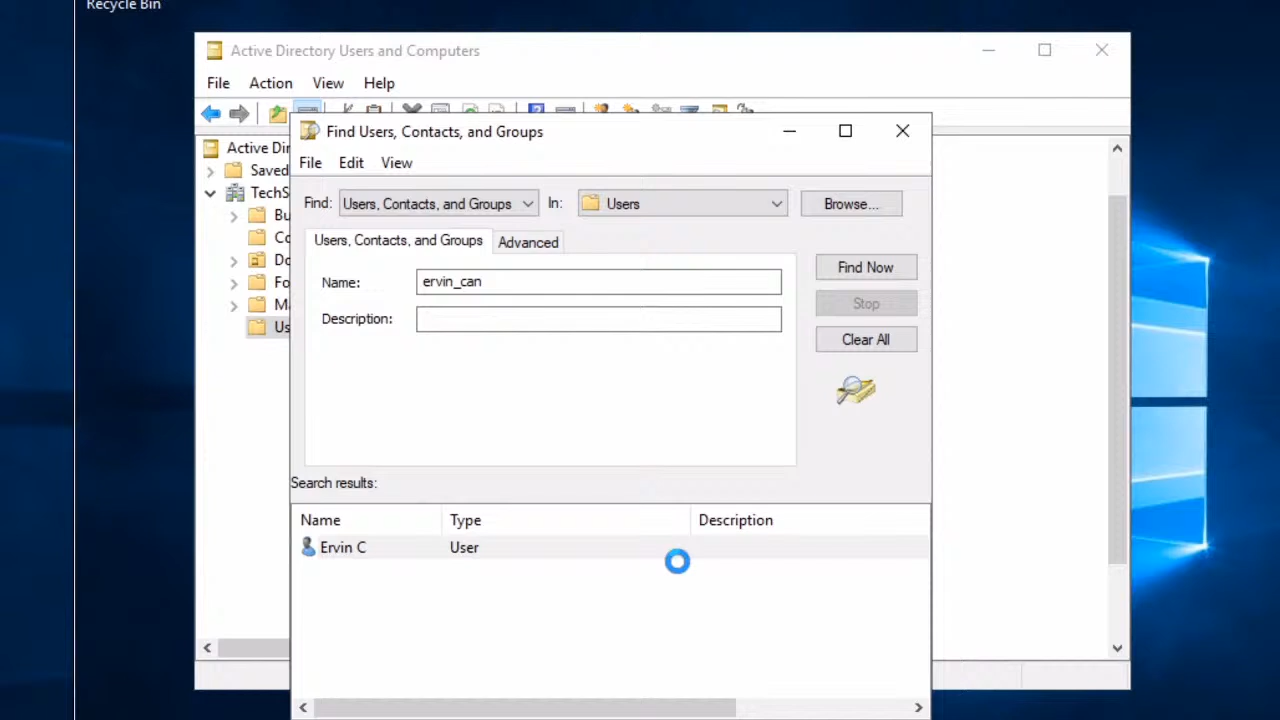 Recycle Bin
Active Directory Users and Computers
File Action View Help
Find Users, Contacts, and Groups
File Edit View
Active Dir
Saved
TechS
Bu
Co
Do
Fo
Ma
Us
Find: Users, Contacts, and Groups In: Users Browse...
Users, Contacts, and Groups Advanced
Name: ervin_can
Description:
Find Now
Stop
Clear All
Search results:
Name Type Description
Ervin C User